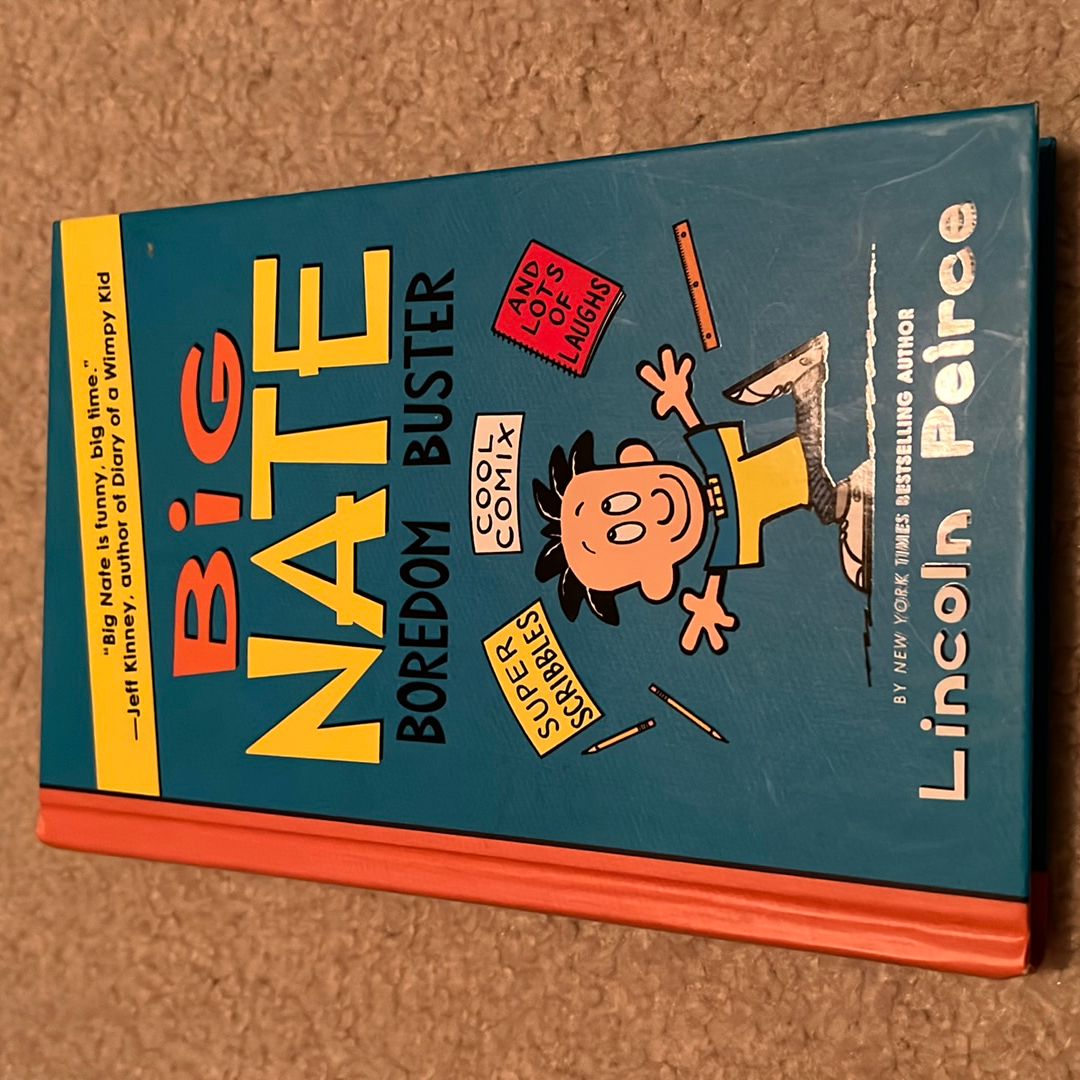 “Big Nate is funny, big time.”
—Jeff Kinney, author of Diary of a Wimpy Kid
BiG
NATE
BOREDOM BUSTER
SUPER
SCRIBBLES
COOL
COMIX
AND
LOTS
OF
LAUGHS
BY NEW YORK TIMES BESTSELLING AUTHOR
Lincoln Peirce